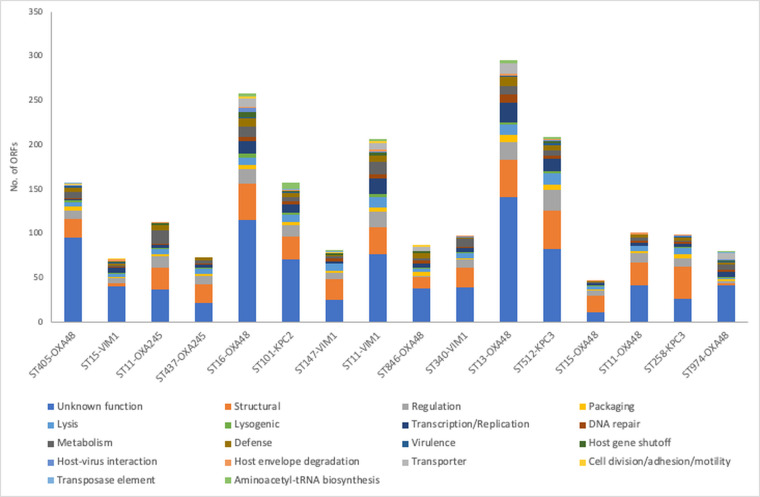 350
300
250
200
150
100
50
0
No. of ORFs
ST405-OXA48
ST15-VIM1
ST11-OXA245
ST437-OXA245
ST16-OXA48
ST101-KPC2
ST147-VIM1
ST11-VIM1
ST846-OXA48
ST340-VIM1
ST13-OXA48
ST512-KPC3
ST15-OXA48
ST11-OXA48
ST258-KPC3
ST974-OXA48
Unknown function Structural Regulation Packaging
Lysis Lysogenic Transcription/Replication DNA repair
Metabolism Defense Virulence Host gene shutoff
Host-virus interaction Host envelope degradation Transporter Cell division/adhesion/motility
Transposase element Aminoacetyl-tRNA biosynthesis